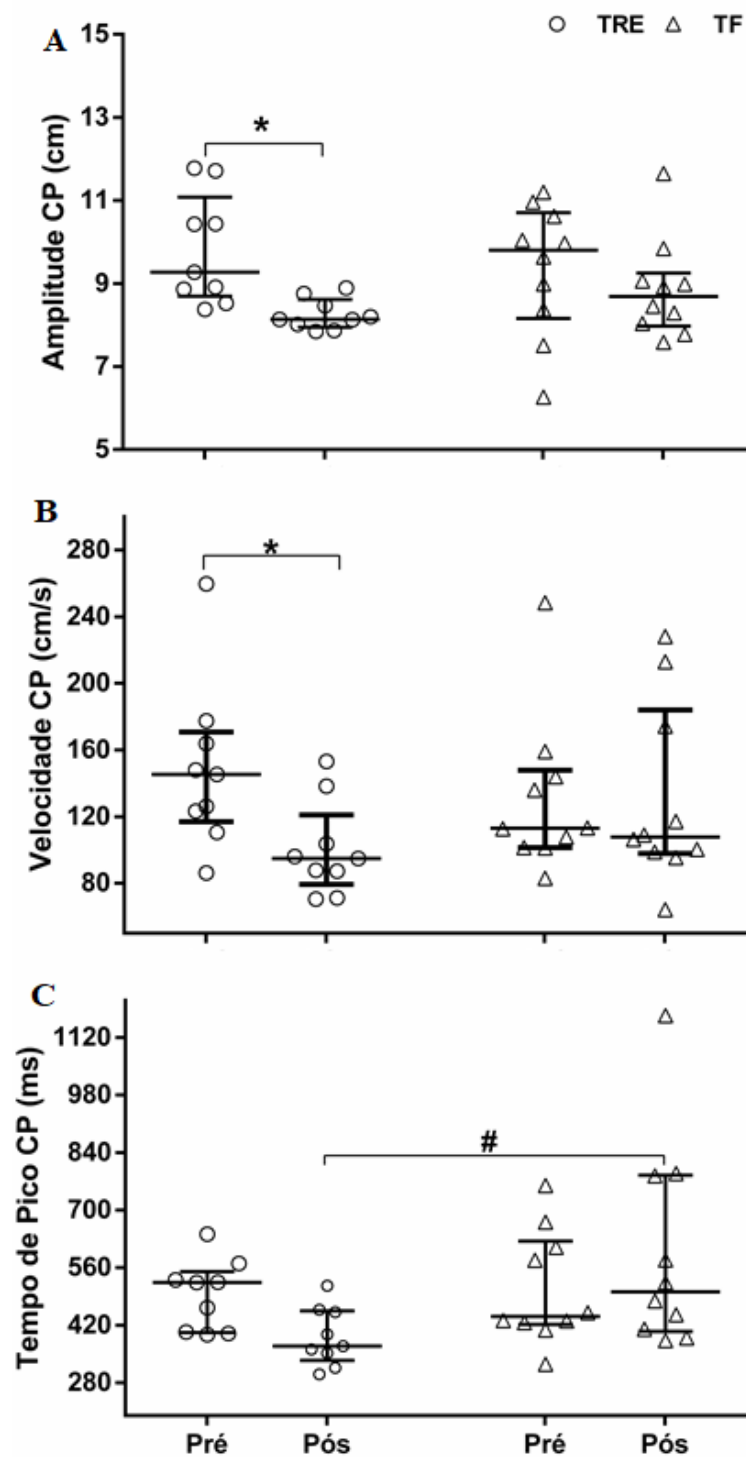 A
○ TRE △ TF
Amplitude CP (cm)
15
13
11
9
7
5
*
B
Velocidade CP (cm/s)
280
240
200
160
120
80
*
C
Tempo de Pico CP (ms)
1120
980
840
700
560
420
280
#
Pré Pós Pré Pós